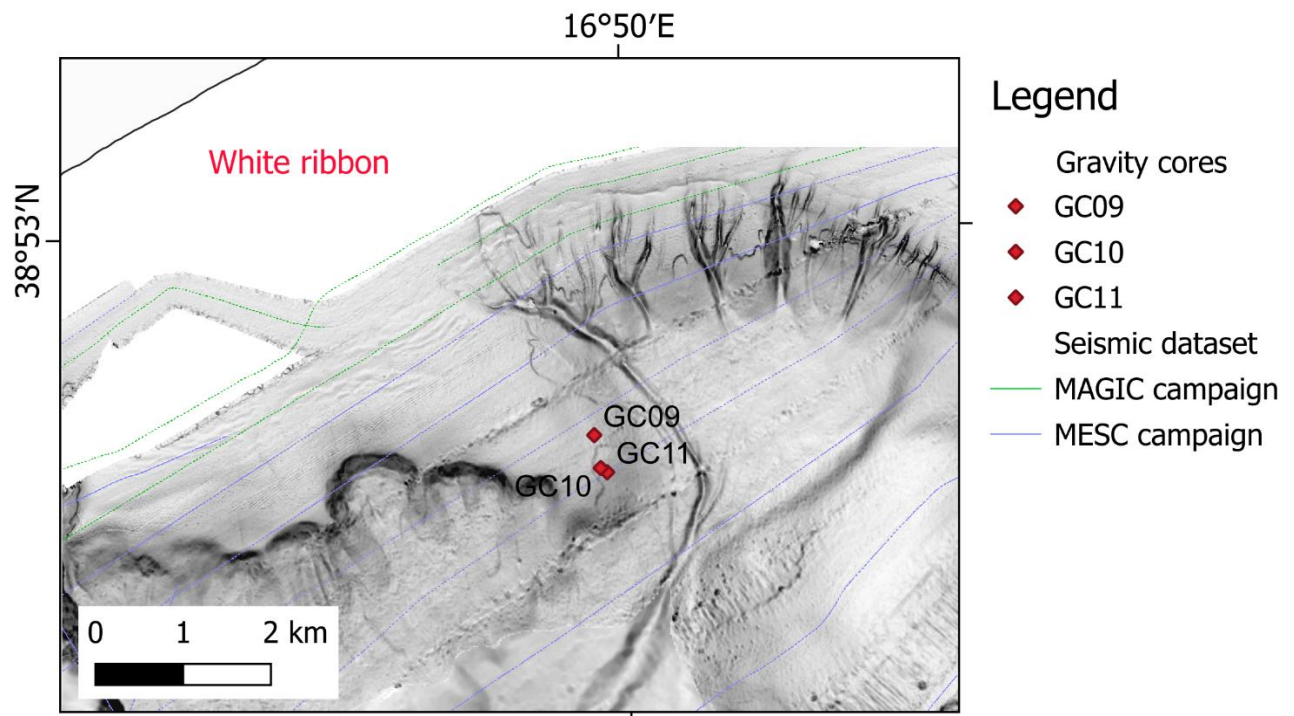 16°50′E
Legend
White ribbon
Gravity cores
GC09
38°53′N
GC10
GC11
Seismic dataset
MAGIC campaign
MESC campaign
GC09
GC11
GC10
0 1 2 km